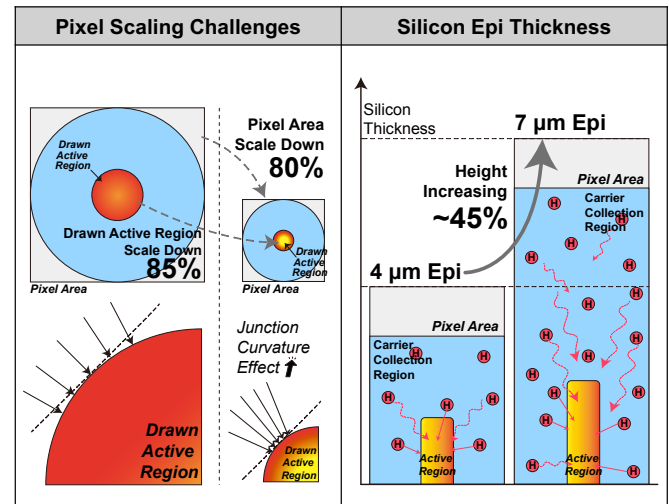 Pixel Scaling Challenges
Silicon Epi Thickness
Drawn
Active
Region
Drawn Active Region
Scale Down
85%
Pixel Area
Pixel Area
Scale Down
80%
Drawn
Active
Region
Pixel Area
Drawn
Active
Region
Junction
Curvature
Effect
Drawn
Active
Region
Silicon
Thickness
7 μm Epi
Height
Increasing
~45%
4 μm Epi
Pixel Area
Carrier
Collection
Region
H
H
H
H
H
H
Active
Region
Pixel Area
Carrier
Collection
Region
H
H
H
H
H
H
H
H
H
H
H
H
H
Active
Region